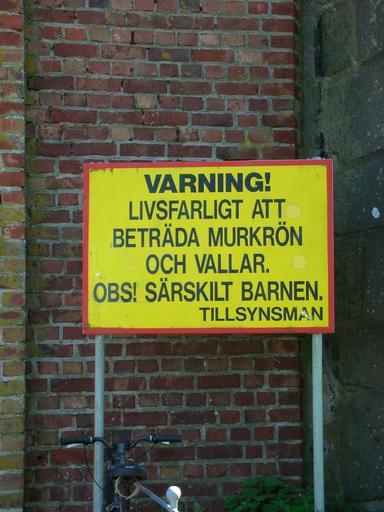 VARNING!
LIVSFARLIGT ATT
BETRÄDA MURKRÖN
OCH VALLAR.
OBS! SÄRSKILT BARNEN.
TILLSYNSMAN